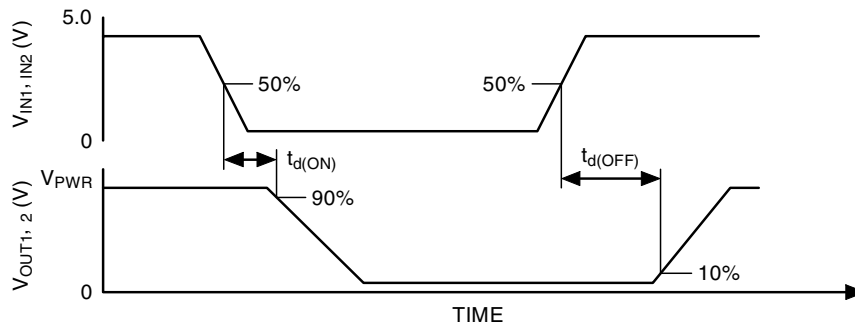 5.0
V_IN1, IN2 (V)
50%
50%
0
t_d(ON)
t_d(OFF)
V_PWR
V_OUT1, 2 (V)
90%
10%
0
TIME